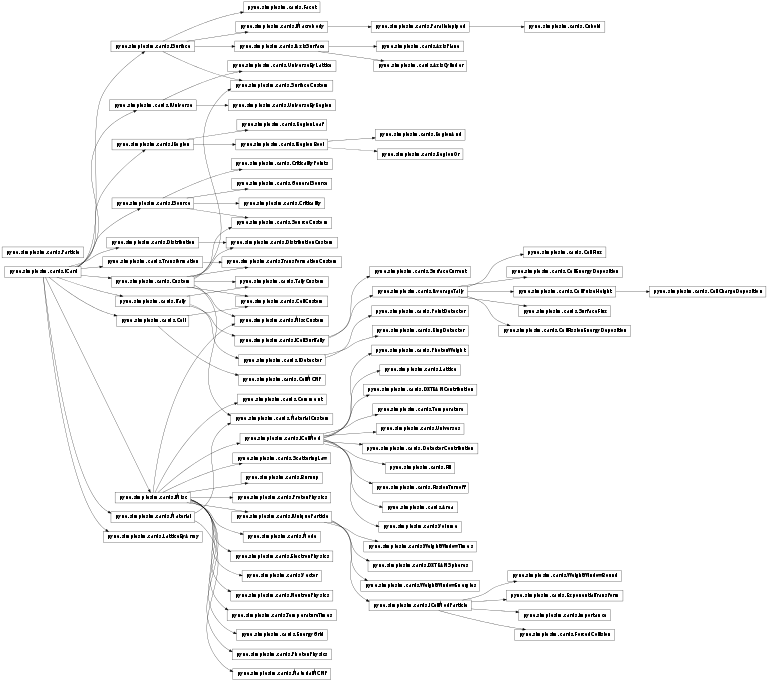 pyne.simplesim.cards.Facet
pyne.simplesim.cards.IMacrobody
pyne.simplesim.cards.Parallelepiped
pyne.simplesim.cards.Cuboid
pyne.simplesim.cards.ISurface
pyne.simplesim.cards.IAxisSurface
pyne.simplesim.cards.AxisPlane
pyne.simplesim.cards.AxisCylinder
pyne.simplesim.cards.UniverseByLattice
pyne.simplesim.cards.SurfaceCustom
pyne.simplesim.cards.IUniverse
pyne.simplesim.cards.UniverseByRegion
pyne.simplesim.cards.RegionLeaf
pyne.simplesim.cards.RegionAnd
pyne.simplesim.cards.IRegion
pyne.simplesim.cards.IRegionBool
pyne.simplesim.cards.RegionOr
pyne.simplesim.cards.CriticalityPoints
pyne.simplesim.cards.GeneralSource
pyne.simplesim.cards.ISource
pyne.simplesim.cards.Criticality
pyne.simplesim.cards.SourceCustom
pyne.simplesim.cards.Distribution
pyne.simplesim.cards.DistributionCustom
pyne.simplesim.cards.Particle
pyne.simplesim.cards.CellFlux
pyne.simplesim.cards.Transformation
pyne.simplesim.cards.TransformationCustom
pyne.simplesim.cards.ICard
pyne.simplesim.cards.SurfaceCurrent
pyne.simplesim.cards.CellEnergyDeposition
pyne.simplesim.cards.Custom
pyne.simplesim.cards.TallyCustom
pyne.simplesim.cards.IAverageTally
pyne.simplesim.cards.CellPulseHeight
pyne.simplesim.cards.CellChargeDeposition
pyne.simplesim.cards.ITally
pyne.simplesim.cards.CellCustom
pyne.simplesim.cards.PointDetector
pyne.simplesim.cards.SurfaceFlux
pyne.simplesim.cards.Cell
pyne.simplesim.cards.MiscCustom
pyne.simplesim.cards.RingDetector
pyne.simplesim.cards.CellFissionEnergyDeposition
pyne.simplesim.cards.ICellSurfTally
pyne.simplesim.cards.PhotonWeight
pyne.simplesim.cards.IDetector
pyne.simplesim.cards.Lattice
pyne.simplesim.cards.CellMCNP
pyne.simplesim.cards.DXTRANContribution
pyne.simplesim.cards.Comment
pyne.simplesim.cards.Temperature
pyne.simplesim.cards.MaterialCustom
pyne.simplesim.cards.Universes
pyne.simplesim.cards.ICellMod
pyne.simplesim.cards.DetectorContribution
pyne.simplesim.cards.ScatteringLaw
pyne.simplesim.cards.Fill
pyne.simplesim.cards.Burnup
pyne.simplesim.cards.FissionTurnoff
pyne.simplesim.cards.IMisc
pyne.simplesim.cards.ProtonPhysics
pyne.simplesim.cards.Area
pyne.simplesim.cards.Material
pyne.simplesim.cards.IUniqueParticle
pyne.simplesim.cards.Volume
pyne.simplesim.cards.LatticeByArray
pyne.simplesim.cards.Mode
pyne.simplesim.cards.WeightWindowTimes
pyne.simplesim.cards.ElectronPhysics
pyne.simplesim.cards.DXTRANSpheres
pyne.simplesim.cards.Vector
pyne.simplesim.cards.WeightWindowEnergies
pyne.simplesim.cards.WeightWindowBound
pyne.simplesim.cards.NeutronPhysics
pyne.simplesim.cards.ICellModParticle
pyne.simplesim.cards.ExponentialTransform
pyne.simplesim.cards.TemperatureTimes
pyne.simplesim.cards.Importance
pyne.simplesim.cards.EnergyGrid
pyne.simplesim.cards.ForcedCollision
pyne.simplesim.cards.PhotonPhysics
pyne.simplesim.cards.MaterialMCNP